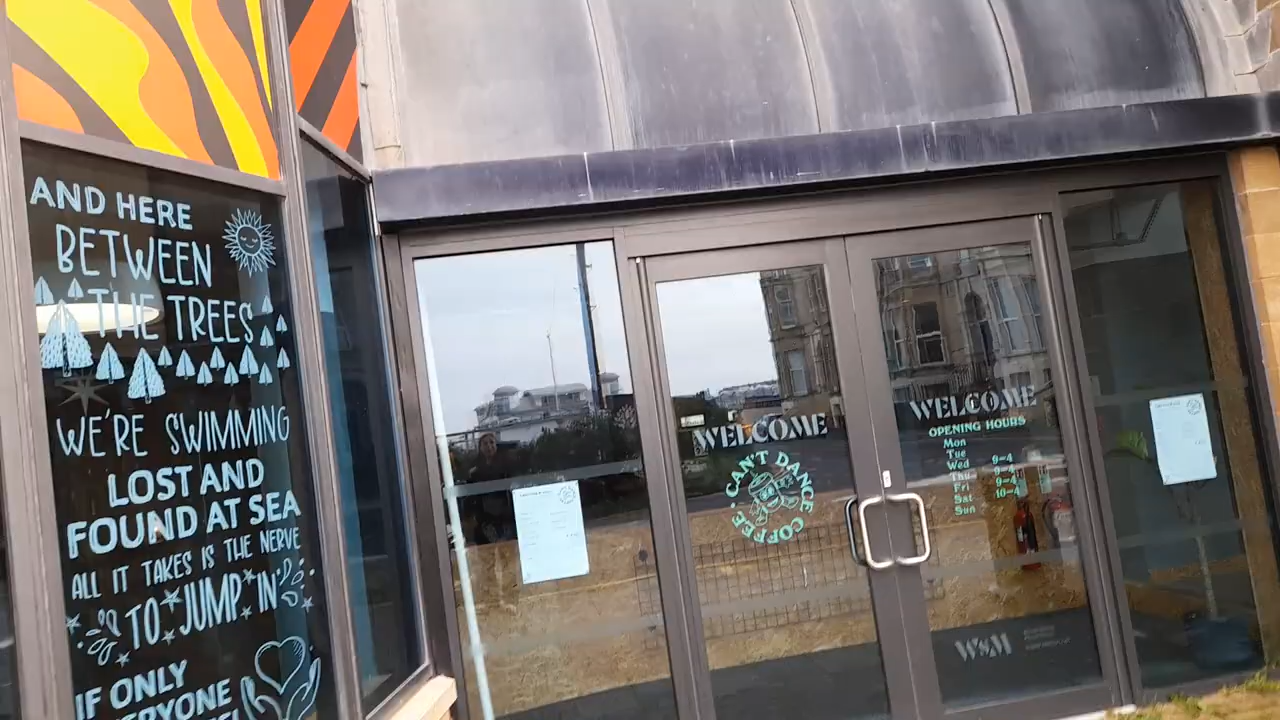 AND HERE
BETWEEN
THE TREES
WE'RE SWIMMING
LOST AND
FOUND AT SEA
ALL IT TAKES IS THE NERVE
TO JUMP IN
IF ONLY
WELCOME
CAN'T DANCE COFFEE
WELCOME
OPENING HOURS
Mon
Tue
Wed 9-4
Thu 9-4
Fri 9-4
Sat 10-4
Sun
W&M